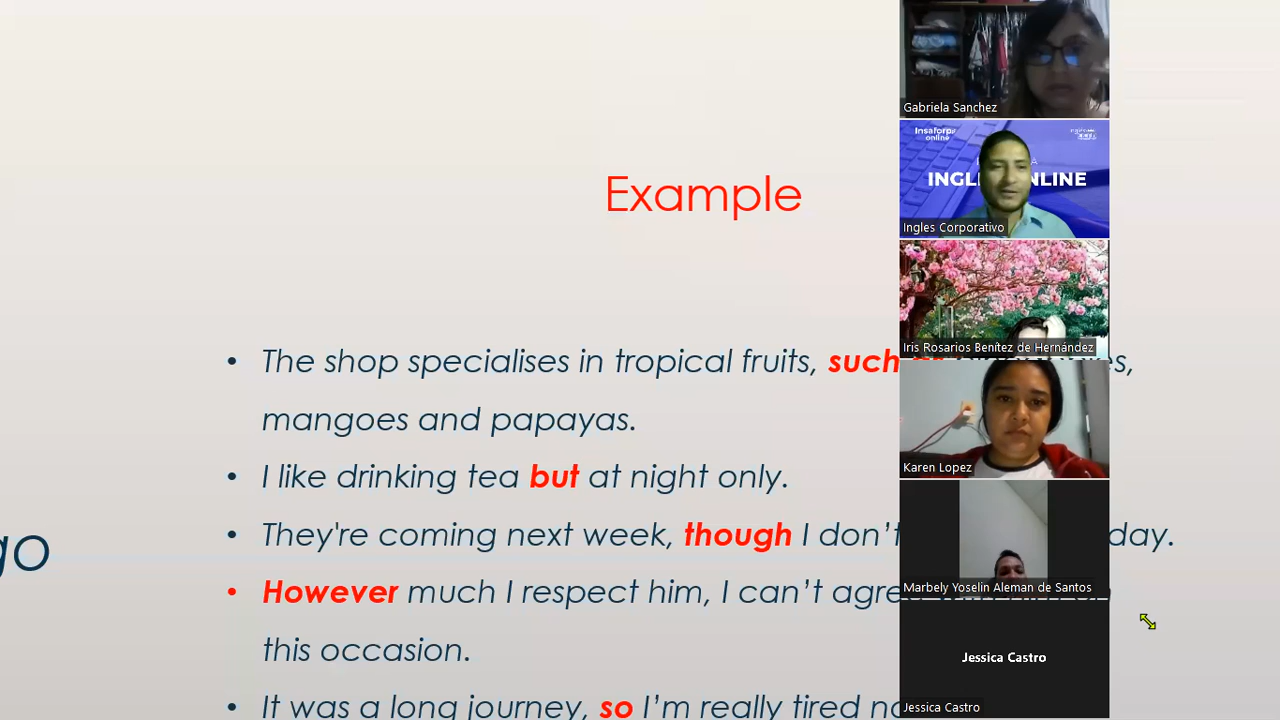 Example
• The shop specialises in tropical fruits, such es,
mangoes and papayas.
• I like drinking tea but at night only.
• They're coming next week, though I don't day.
• However much I respect him, I can't agre
this occasion.
• It was a long journey, so I'm really tired
go
Gabriela Sanchez
Insaforp
online
INGL NLINE
Ingles Corporativo
Iris Rosarios Benítez de Hernández
Karen Lopez
Marbely Yoselin Aleman de Santos
Jessica Castro
Jessica Castro